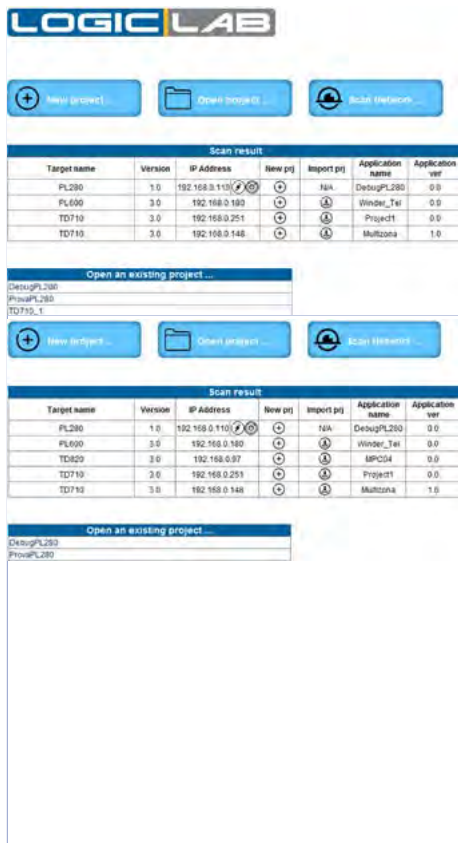 LOGIC LAB
New project ... Open project ... Scan Network ...
Scan result
Target name Version IP Address New prj Import prj Application name Application ver
PL280 1.0 192.168.0.110 N/A DebugPL280 0.0
PL600 3.0 192.168.0.180 Winder_Tel 0.0
TD710 3.0 192.168.0.251 Project1 0.0
TD710 3.0 192.168.0.148 Multizona 1.0
Open an existing project ...
DebugPL280
ProvaPL280
TD710_1
New project ... Open project ... Scan Network ...
Scan result
Target name Version IP Address New prj Import prj Application name Application ver
PL280 1.0 192.168.0.110 N/A DebugPL280 0.0
PL600 3.0 192.168.0.180 Winder_Tel 0.0
TD820 3.0 192.168.0.97 MPC04 0.0
TD710 3.0 192.168.0.251 Project1 0.0
TD710 3.0 192.168.0.148 Multizona 1.0
Open an existing project ...
DebugPL280
ProvaPL280